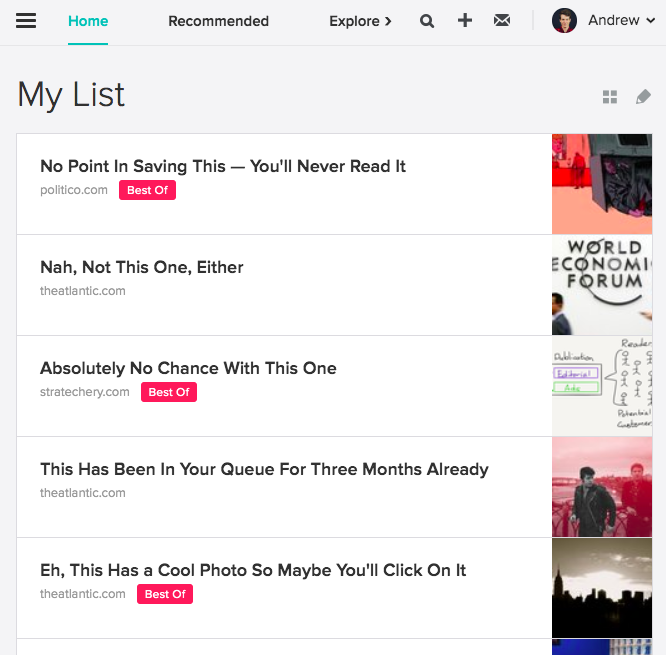 Home Recommended Explore Andrew
My List
No Point In Saving This — You'll Never Read It
politico.com Best Of
Nah, Not This One, Either
theatlantic.com
WORLD
ECONOMI
FORUM
Absolutely No Chance With This One
stratechery.com Best Of
Reader
Publication
Editorial
Ads
Potential
Customer
This Has Been In Your Queue For Three Months Already
theatlantic.com
Eh, This Has a Cool Photo So Maybe You'll Click On It
theatlantic.com Best Of